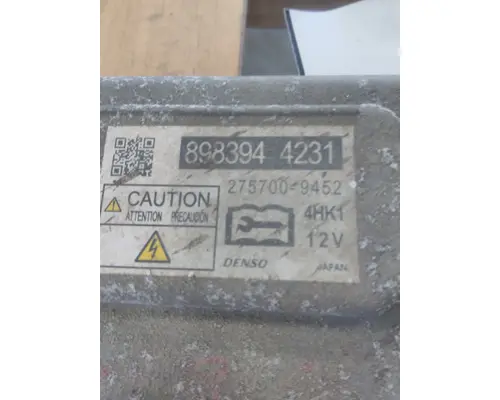 898394 4231
275700-9452
CAUTION
ATTENTION PRECAUCIÓN
4HK1
12V
DENSO
JAPAN